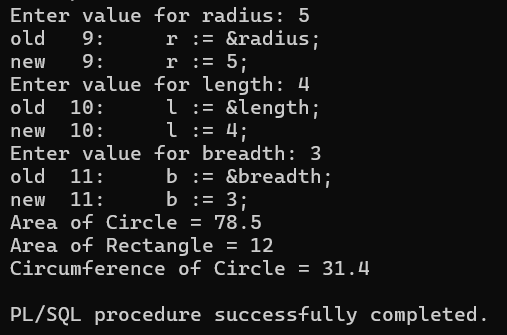 Enter value for radius: 5
old   9:     r := &radius;
new   9:     r := 5;
Enter value for length: 4
old  10:     l := &length;
new  10:     l := 4;
Enter value for breadth: 3
old  11:     b := &breadth;
new  11:     b := 3;
Area of Circle = 78.5
Area of Rectangle = 12
Circumference of Circle = 31.4

PL/SQL procedure successfully completed.